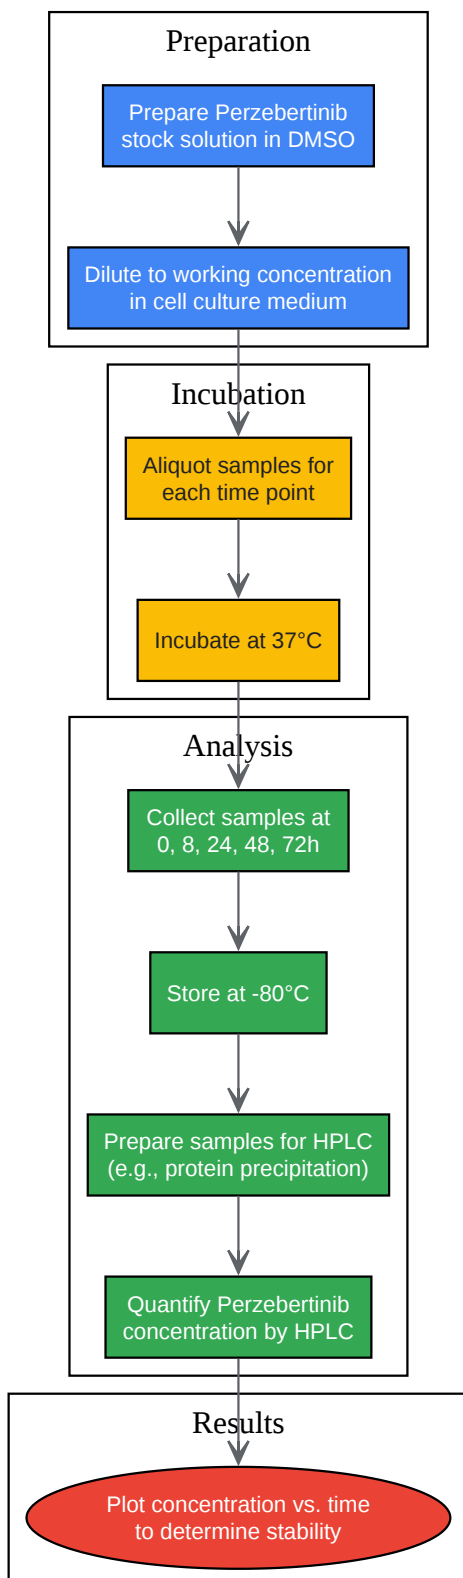 Preparation
Prepare Perzebertinib
stock solution in DMSO
Dilute to working concentration
in cell culture medium
Incubation
Aliquot samples for
each time point
Incubate at 37°C
Analysis
Collect samples at
0, 8, 24, 48, 72h
Store at -80°C
Prepare samples for HPLC
(e.g., protein precipitation)
Quantify Perzebertinib
concentration by HPLC
Results
Plot concentration vs. time
to determine stability